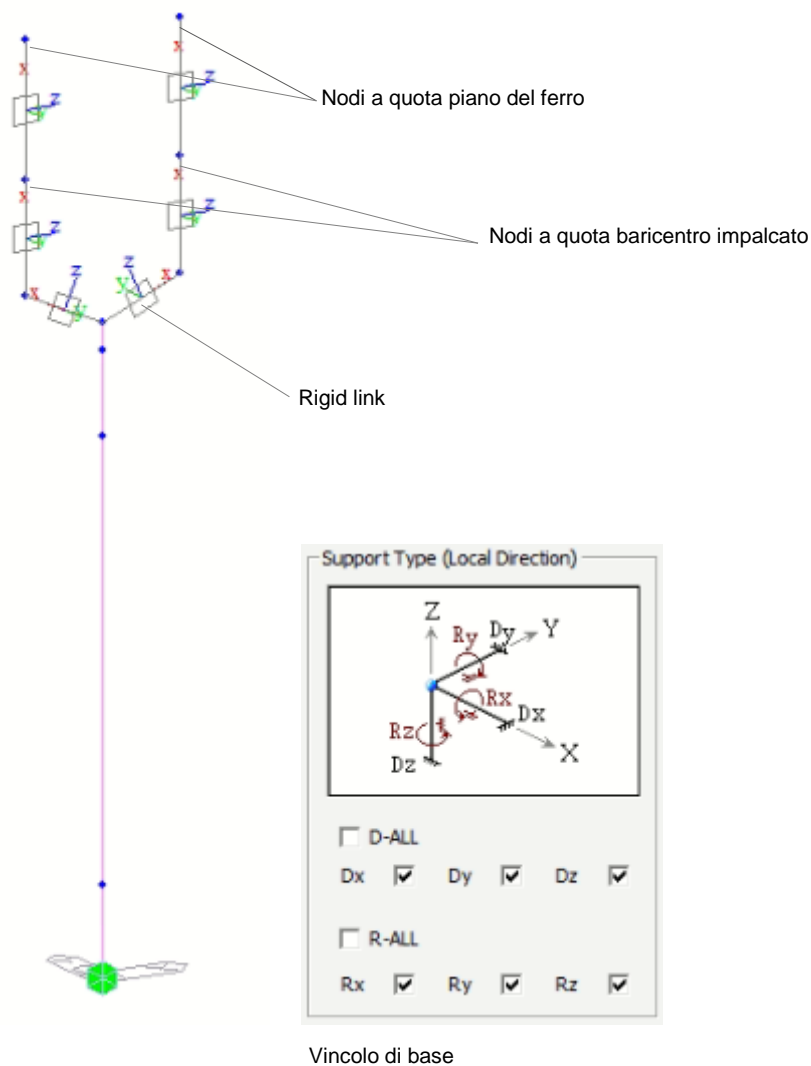 x
z
y
x
z
y
Nodi a quota piano del ferro
x
z
y
x
z
y
Nodi a quota baricentro impalcato
x
z
y
z
y
x
Rigid link
Support Type (Local Direction)
Z
Ry
Dy
Y
Rx
Dx
Rz
X
Dz
D-ALL
Dx Dy Dz
R-ALL
Rx Ry Rz
Vincolo di base